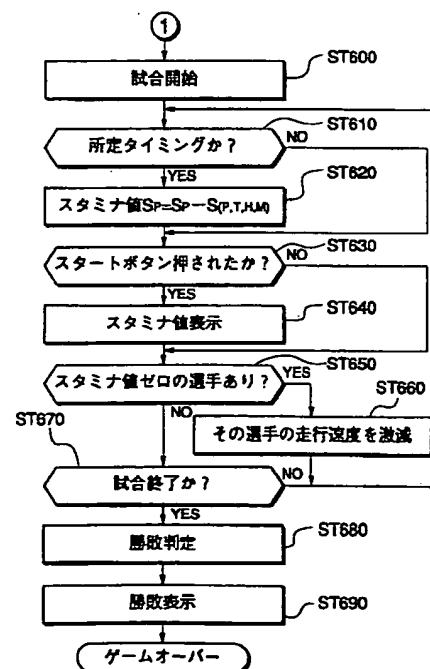 1
ST600
試合開始
ST610
所定タイミングか?
NO
YES
ST620
スタミナ値SP=SP-S(P,T,H,M)
ST630
スタートボタン押されたか?
NO
YES
ST640
スタミナ値表示
ST650
スタミナ値ゼロの選手あり?
YES
ST660
NO
その選手の走行速度を激減
ST670
試合終了か?
NO
YES
ST680
勝敗判定
ST690
勝敗表示
ゲームオーバー